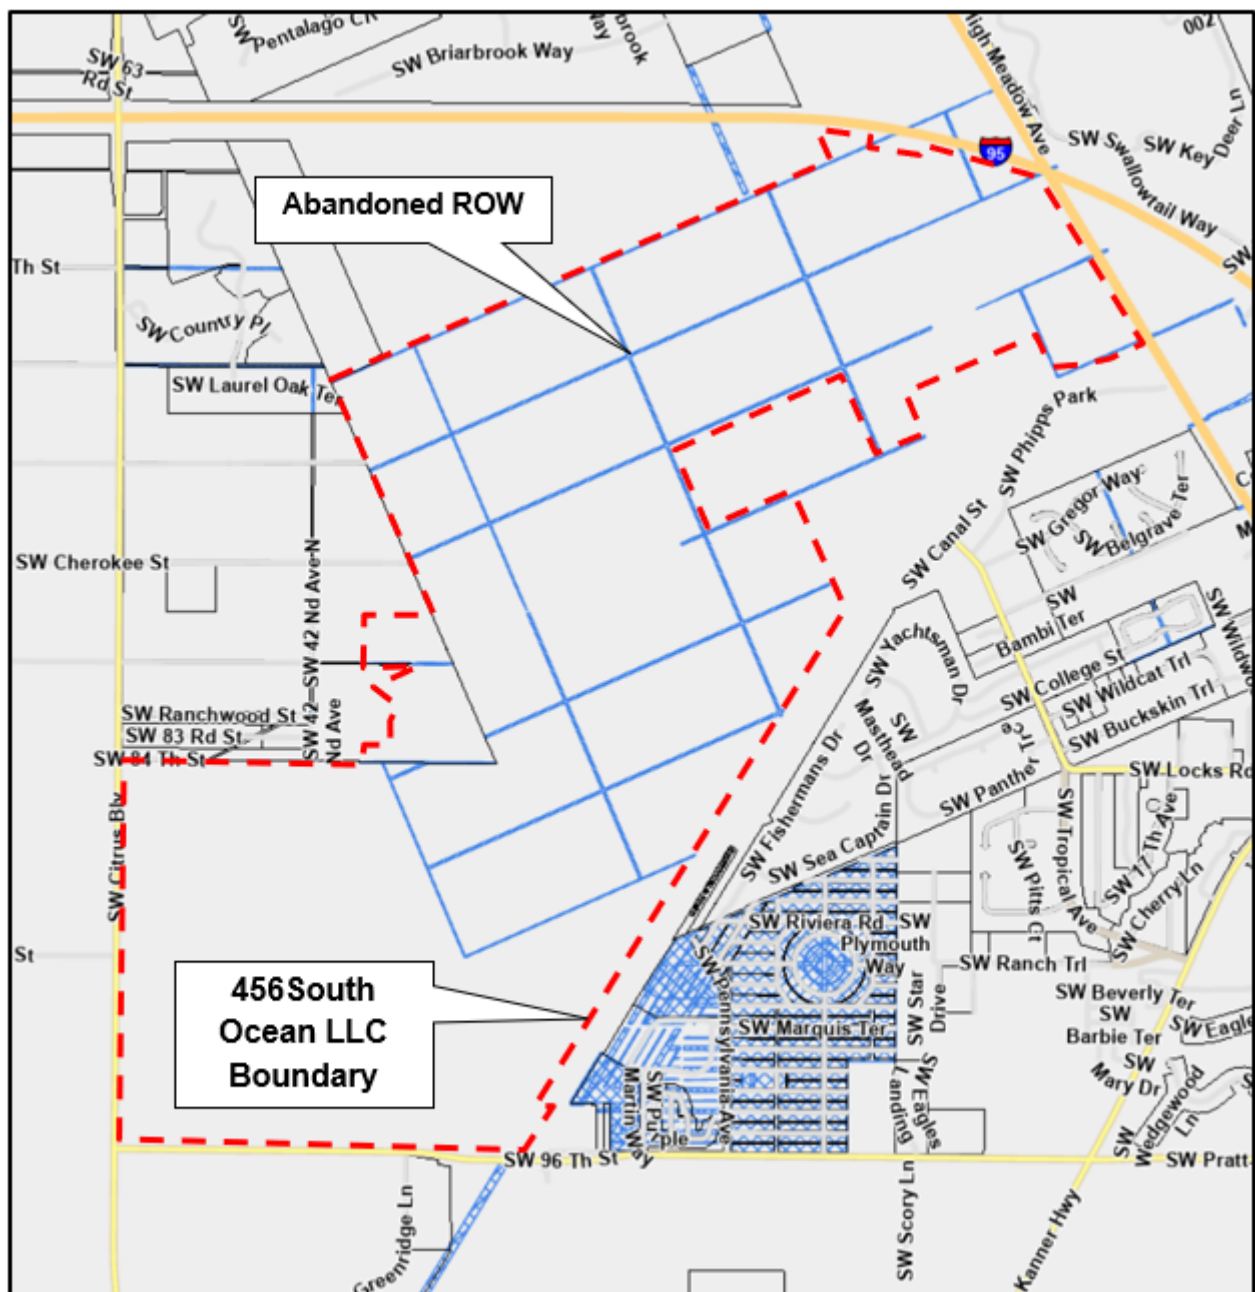 SW
Pentalago CR
Way
brook
SW 63
Rd St
SW Briarbrook Way
High Meadow Ave
002
Deer Ln
SW Key
SW Swallowtail Way
95
SW
Abandoned ROW
Th St
SW Country Pl
SW Laurel Oak Ter
SW Phipps Park
SW Gregor Way
SW Belgrave Ter
SW Canal St
SW Cherokee St
SW 42 Nd Ave N
SW
Bambi Ter
SW Yachtsman Dr
SW College St
SW Wildcat Trl
SW Buckskin Trl
SW Ranchwood St
SW 83 Rd St
SW 84 Th St
SW 42
Nd Ave
SW
Masthead
Dr
SW Panther Trce
SW Locks Rd
SW Citrus Blv
SW Fishermans Dr
SW Sea Captain Dr
SW Tropical Ave
SW Pitts Ct
SW 17 Th Ave
SW Cherry Ln
SW Riviera Rd
SW
Plymouth
Way
SW Ranch Trl
St
456South
Ocean LLC
Boundary
SW Pennsylvania Ave
SW Star
Drive
SW Beverly Ter
SW
Barbie Ter
SW Eagle
SW Marquis Ter
SW
Mary Dr
SW Eagles
Landing
SW
Wedgewood
Ln
Martin Way
SW Pu
ple
SW 96 Th St
SW Pratt
Greenridge Ln
SW Scory Ln
Kanner Hwy